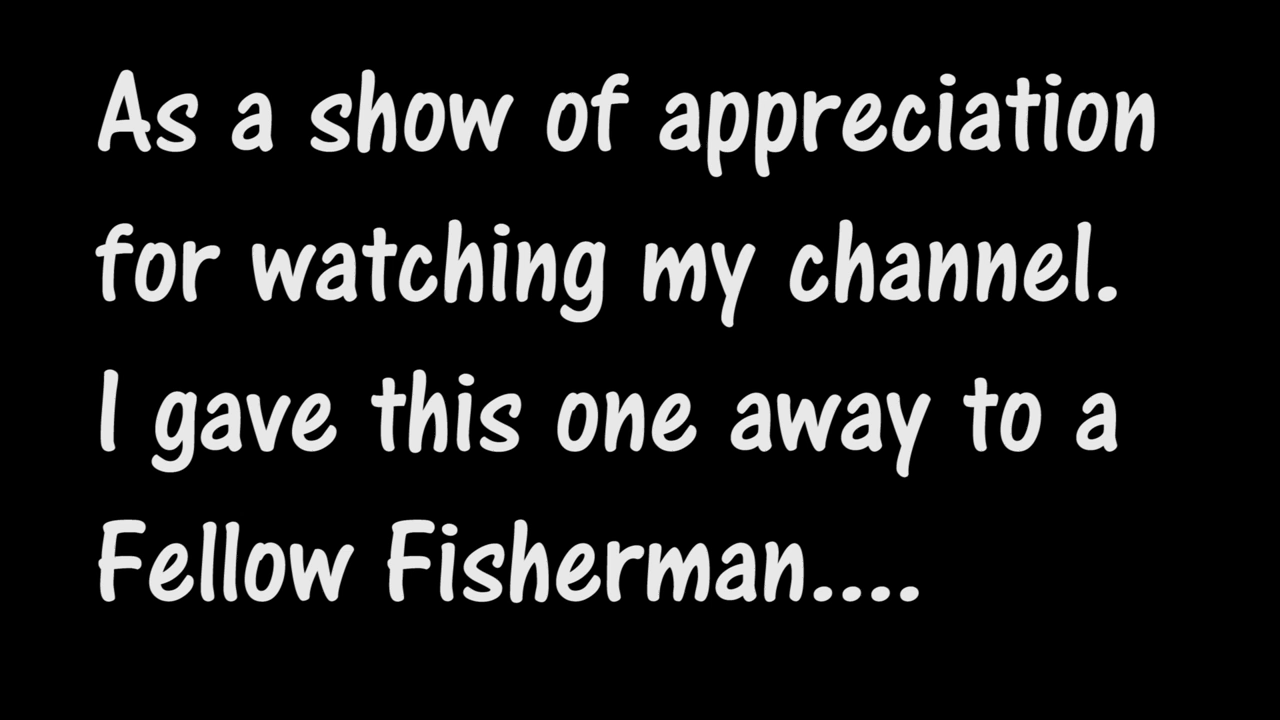 As a show of appreciation
for watching my channel.
I gave this one away to a
Fellow Fisherman....